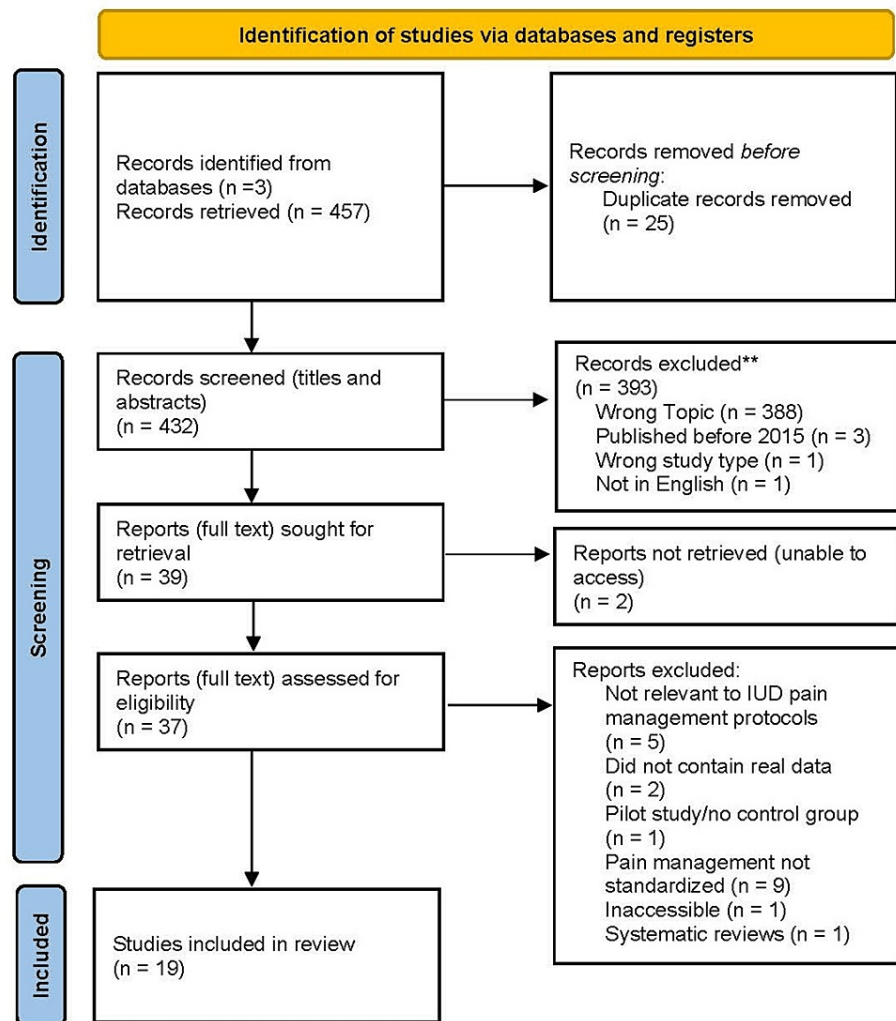 Identification of studies via databases and registers
Identification
Records identified from
databases (n =3)
Records retrieved (n = 457)
Records removed before
screening:
Duplicate records removed
(n = 25)
Screening
Records screened (titles and
abstracts)
(n = 432)
Records excluded**
(n = 393)
Wrong Topic (n = 388)
Published before 2015 (n = 3)
Wrong study type (n = 1)
Not in English (n = 1)
Reports (full text) sought for
retrieval
(n = 39)
Reports not retrieved (unable to
access)
(n = 2)
Reports (full text) assessed for
eligibility
(n = 37)
Reports excluded:
Not relevant to IUD pain
management protocols
(n = 5)
Did not contain real data
(n = 2)
Pilot study/no control group
(n = 1)
Pain management not
standardized (n = 9)
Inaccessible (n = 1)
Systematic reviews (n = 1)
Included
Studies included in review
(n = 19)